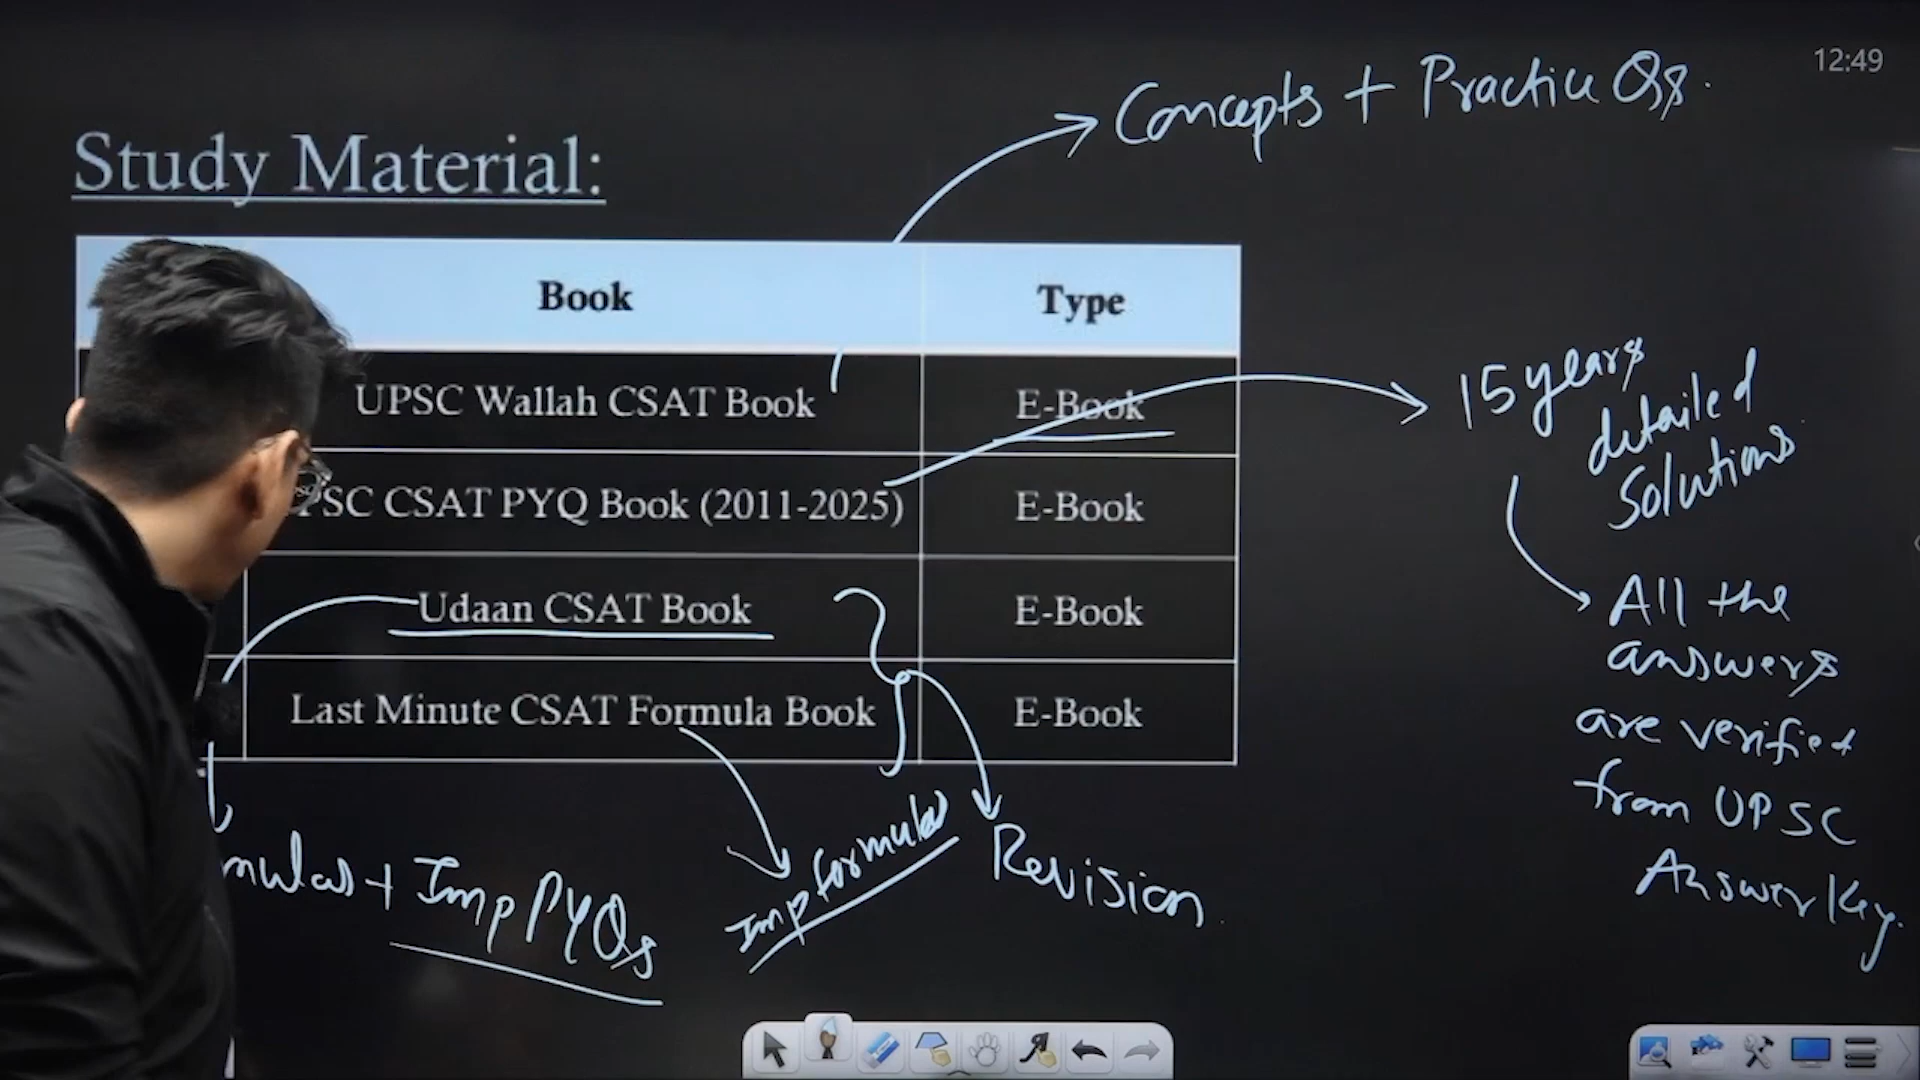 12:49
Concepts + Practice Qs.
Study Material:
Book Type
UPSC Wallah CSAT Book E-Book
PSC CSAT PYQ Book (2011-2025) E-Book
Udaan CSAT Book E-Book
Last Minute CSAT Formula Book E-Book
15 years
detailed
Solutions
All the
answers
are verified
from UPSC
Answer Key.
mulas + Imp PYQs
Imp formulas
Revision